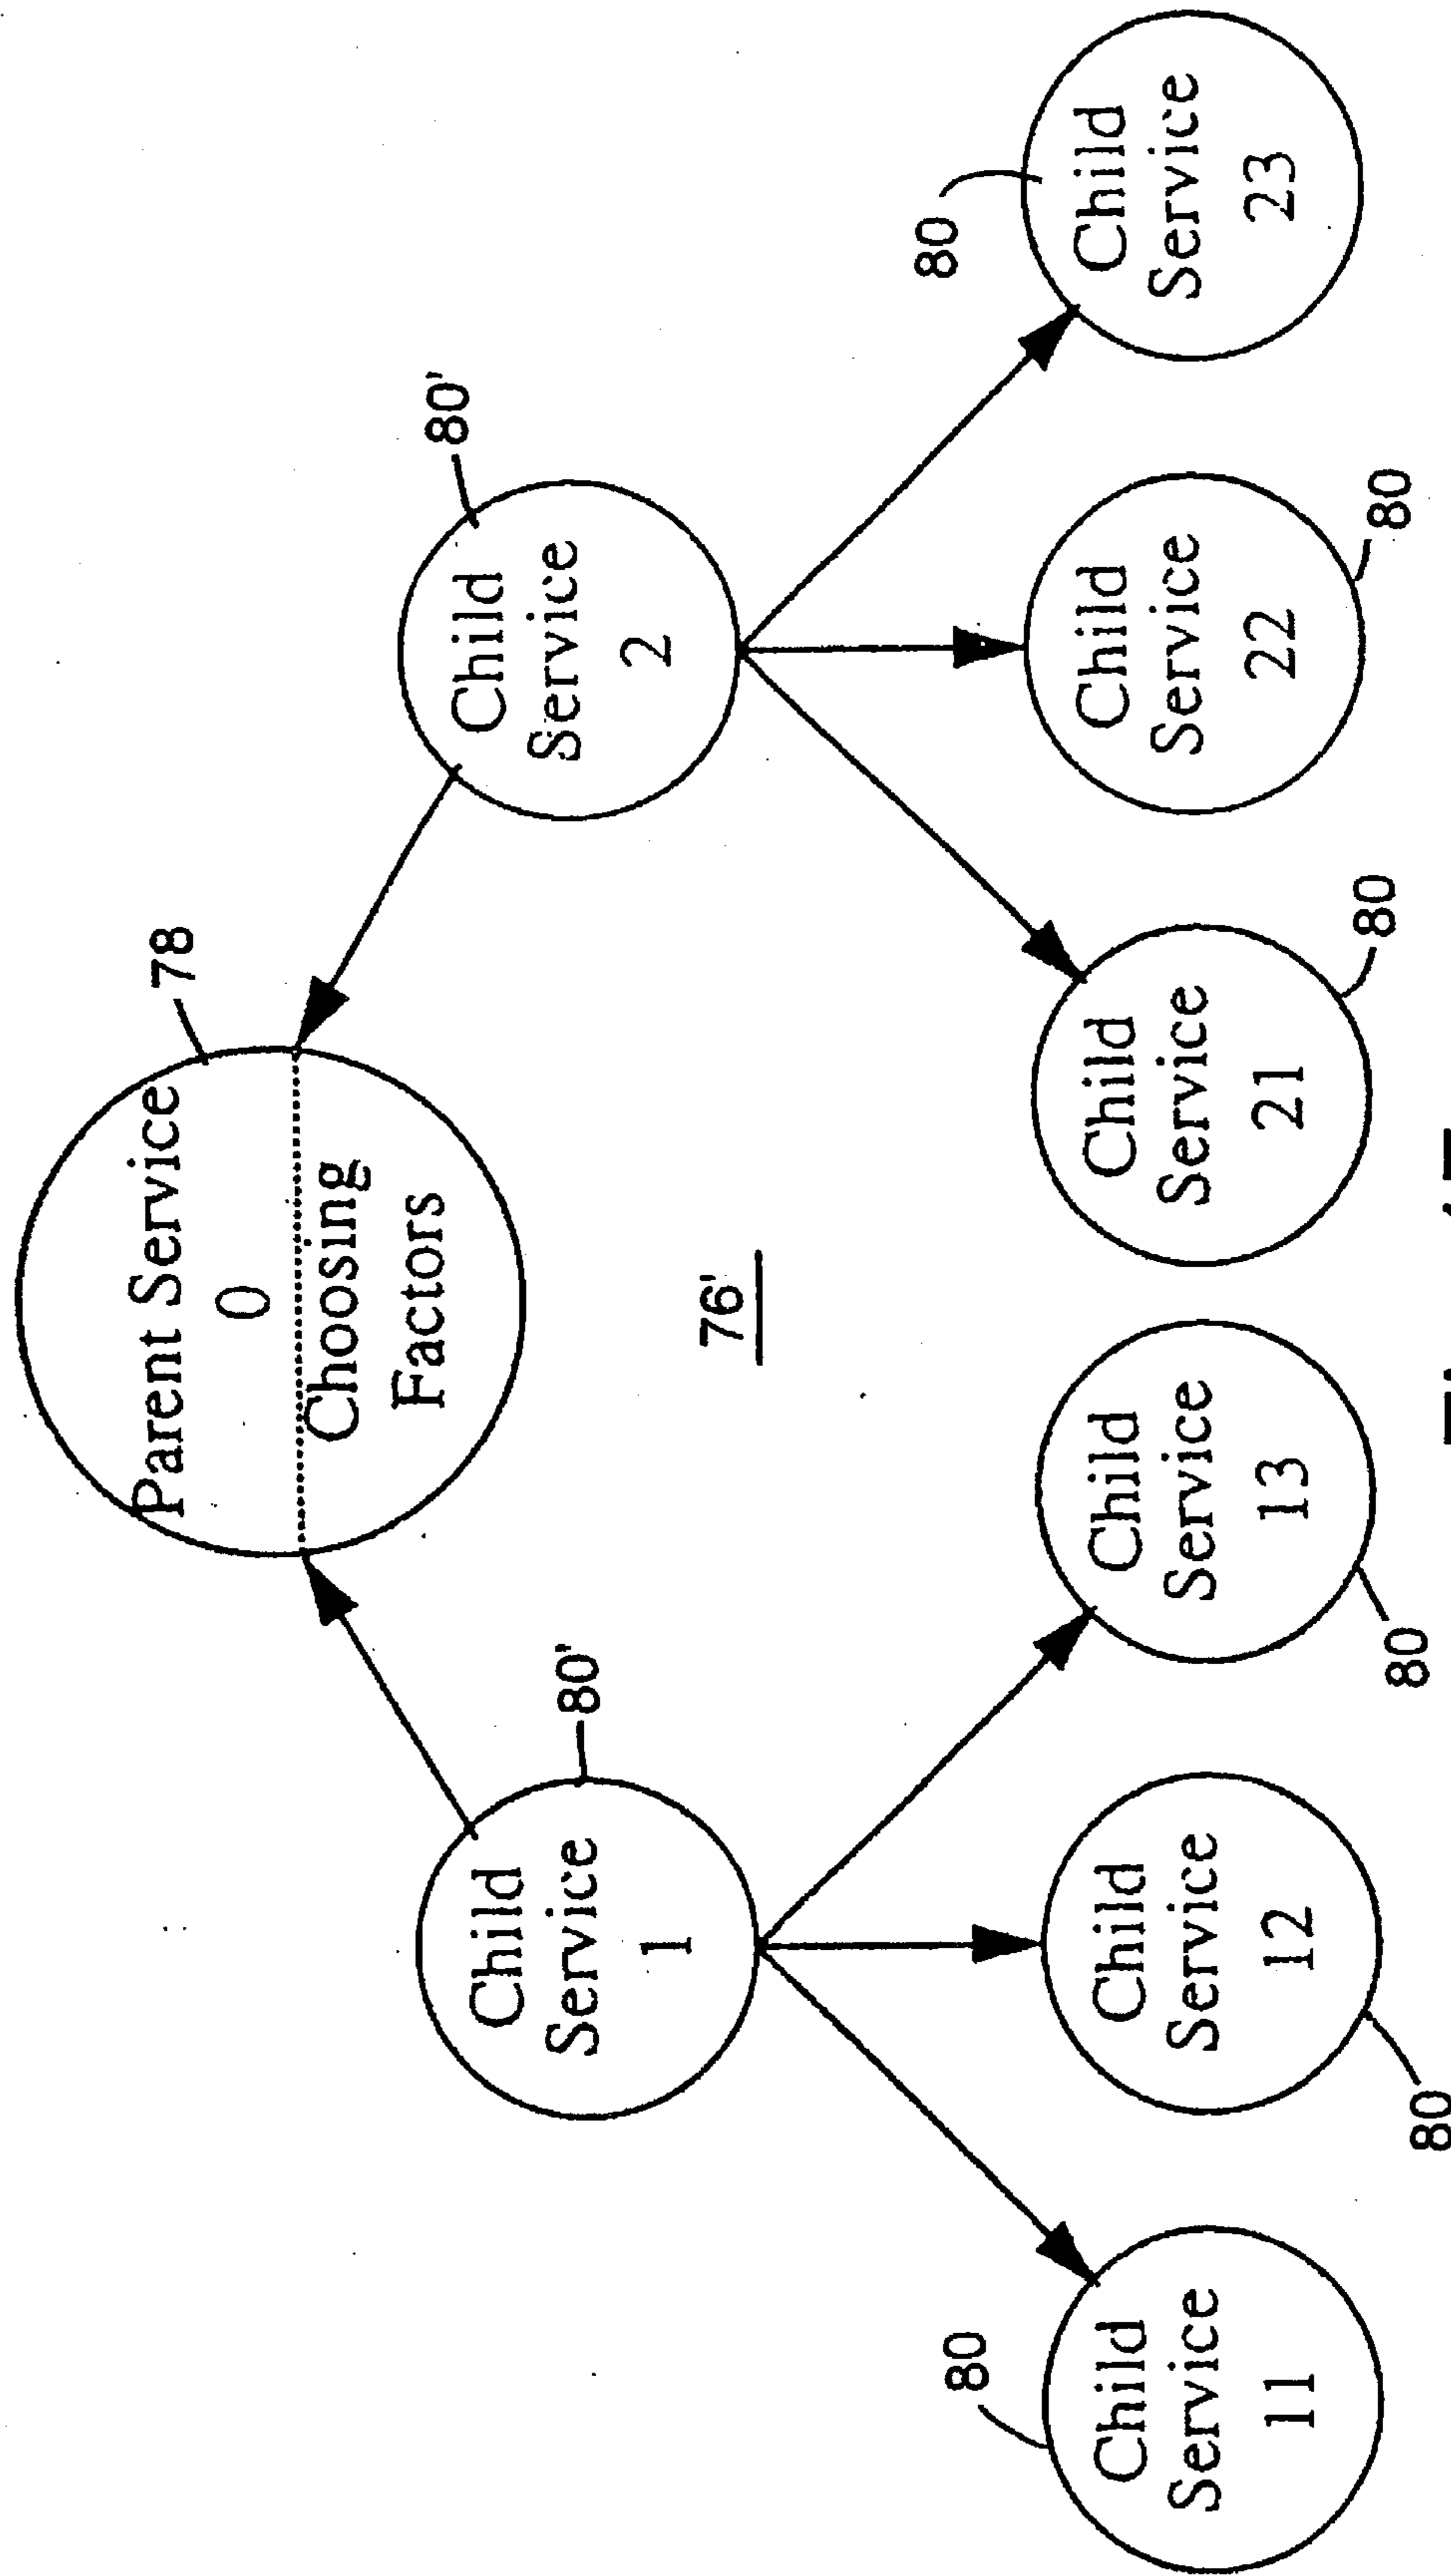 Parent Service
0
Choosing
Factors
78
Child
Service
1
80'
Child
Service
2
80'
76'
Child
Service
11
80
Child
Service
12
80
Child
Service
13
80
Child
Service
21
80
Child
Service
22
80
Child
Service
23
80